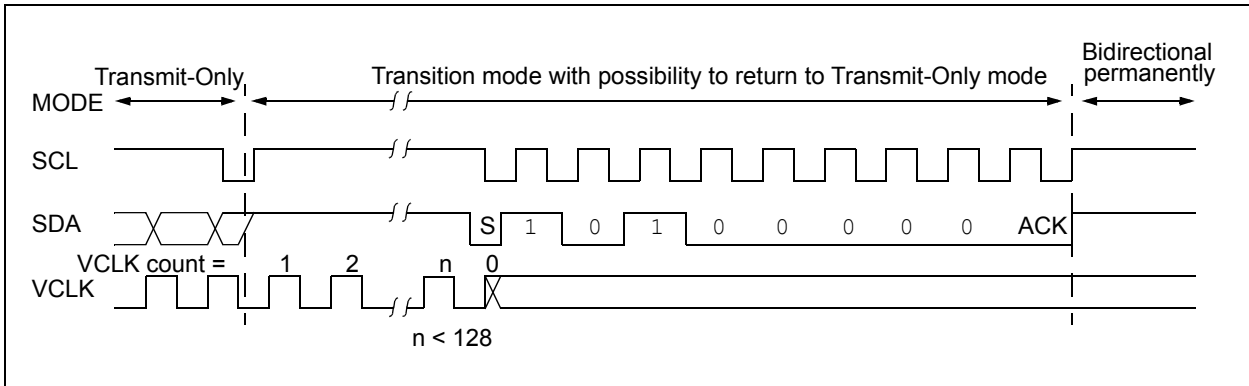 Transmit-Only
Transition mode with possibility to return to Transmit-Only mode
Bidirectional
permanently
MODE
SCL
SDA
S 1 0 1 0 0 0 0 0 ACK
VCLK count = 1 2 n 0
VCLK
n < 128